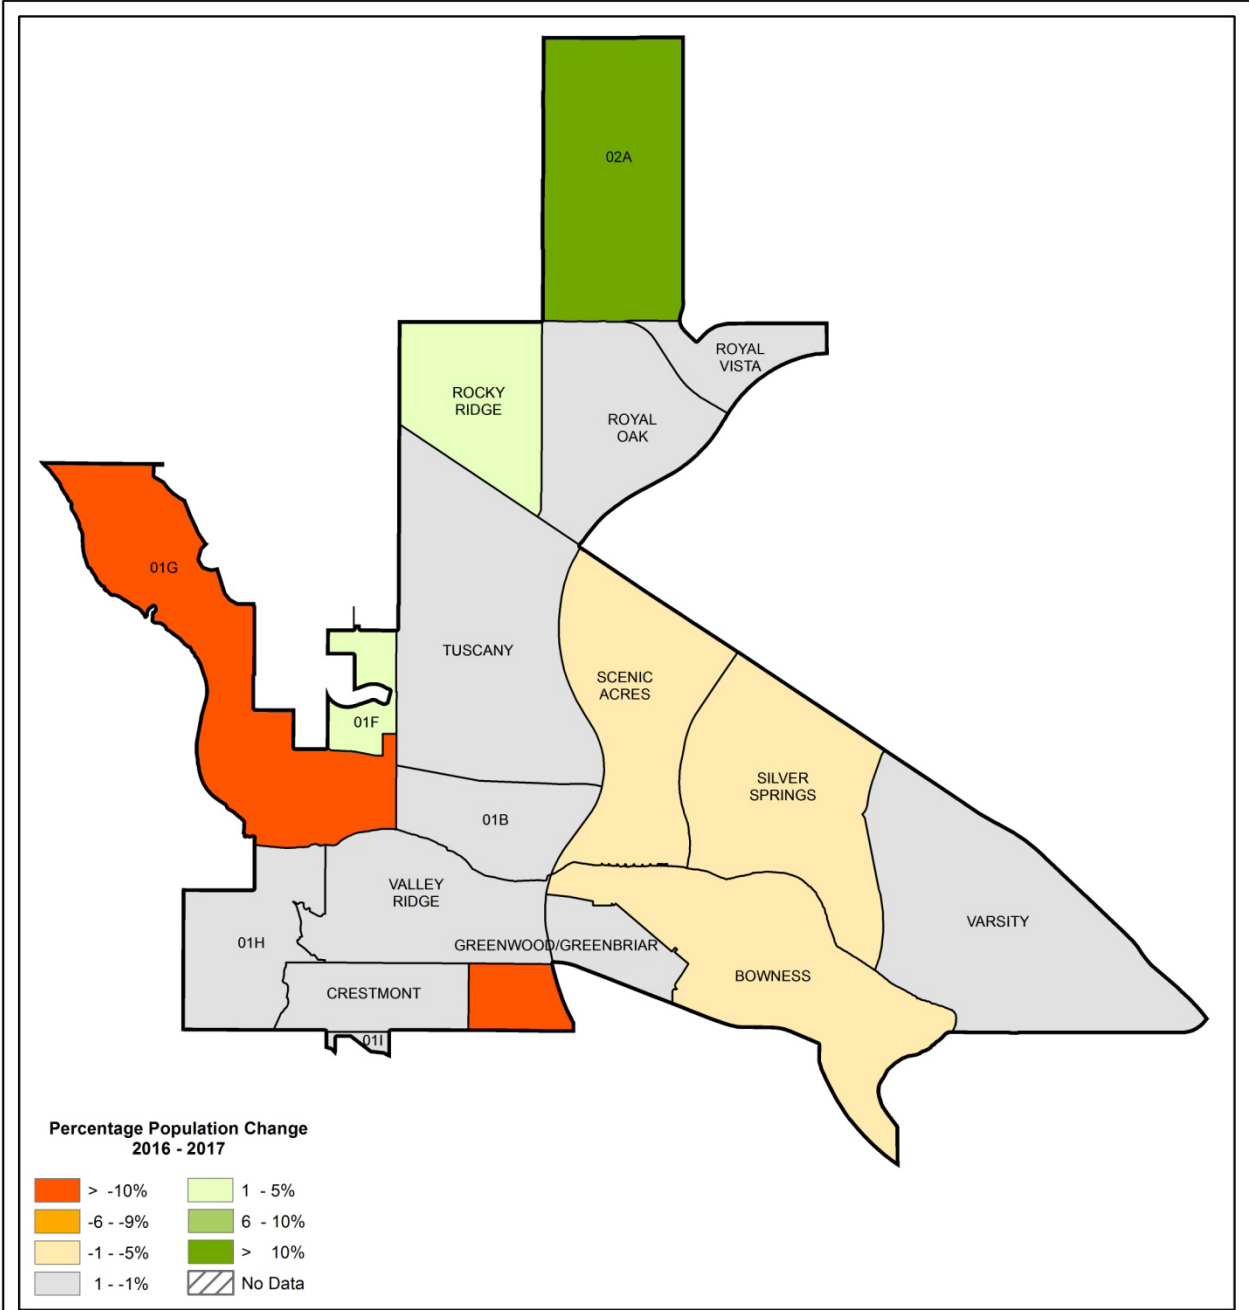 02A
ROYAL
VISTA
ROCKY
RIDGE
ROYAL
OAK
01G
TUSCANY
SCENIC
ACRES
01F
SILVER
SPRINGS
01B
VALLEY
RIDGE
VARSITY
01H
GREENWOOD/GREENBRIAR
BOWNESS
CRESTMONT
01I
Percentage Population Change
2016 - 2017
> -10%
-6 - -9%
-1 - -5%
1 - -1%
1 - 5%
6 - 10%
> 10%
No Data